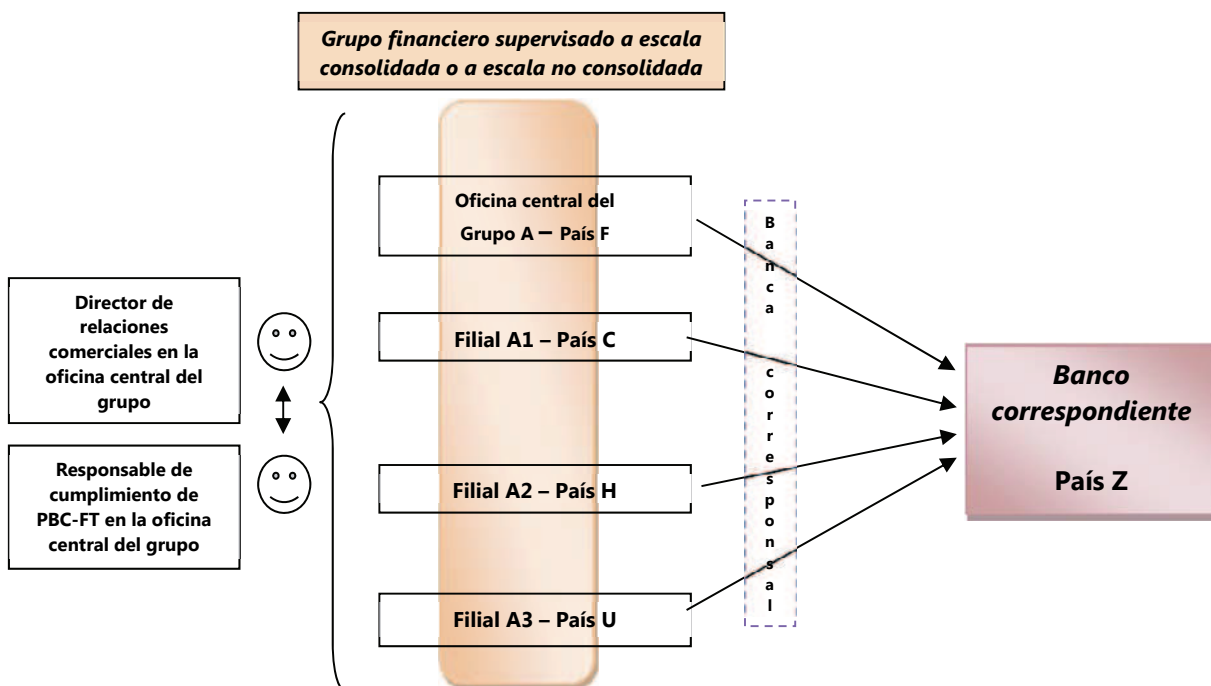 Grupo financiero supervisado a escala
consolidada o a escala no consolidada
Oficina central del
Grupo A – País F
Filial A1 – País C
Filial A2 – País H
Filial A3 – País U
Director de
relaciones
comerciales en la
oficina central del
grupo
Responsable de
cumplimiento de
PBC-FT en la oficina
central del grupo
Banca corresponsal
Banco
correspondiente
País Z